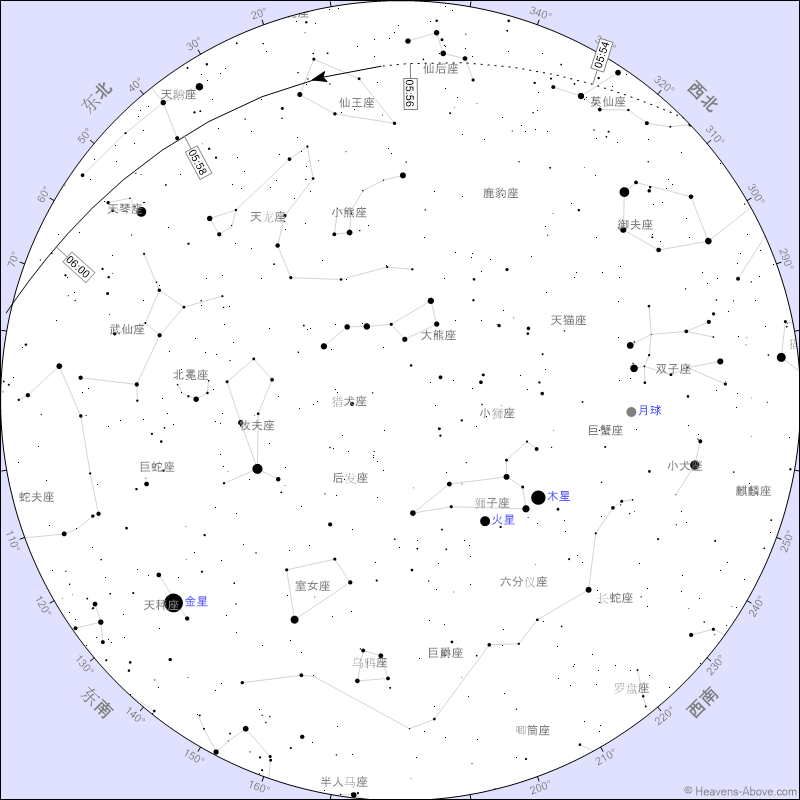 20°
340°
30°
05:54
仙后座
320°
西北
东北
40°
天鹅座
05:56
仙王座
英仙座
310°
50°
05:58
60°
天琴座
天龙座
小熊座
鹿豹座
御夫座
300°
70°
06:00
290°
武仙座
大熊座
天猫座
北冕座
双子座
猎犬座
小狮座
月球
牧夫座
巨蟹座
巨蛇座
后发座
小犬座
蛇夫座
狮子座
木星
麒麟座
火星
110°
250°
室女座
六分仪座
天秤座
金星
长蛇座
120°
240°
130°
乌鸦座
巨爵座
230°
东南
罗盘座
西南
140°
220°
150°
唧筒座
210°
160°
半人马座
200°
© Heavens-Above.com